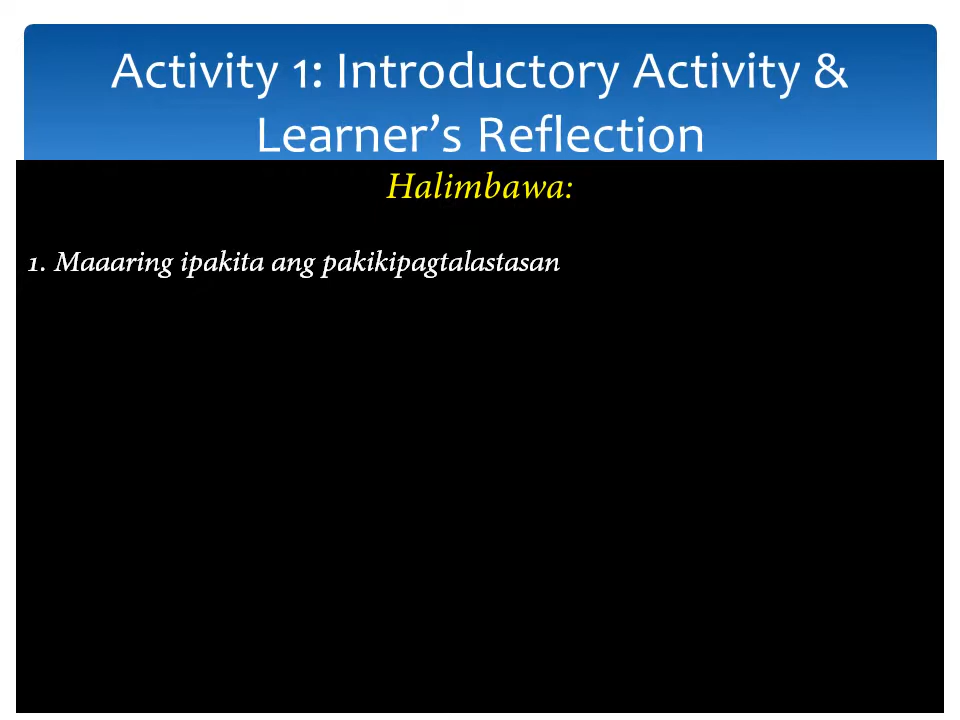 Activity 1: Introductory Activity &
Learner’s Reflection
Halimbawa:
1. Maaaring ipakita ang pakikipagtalastasan